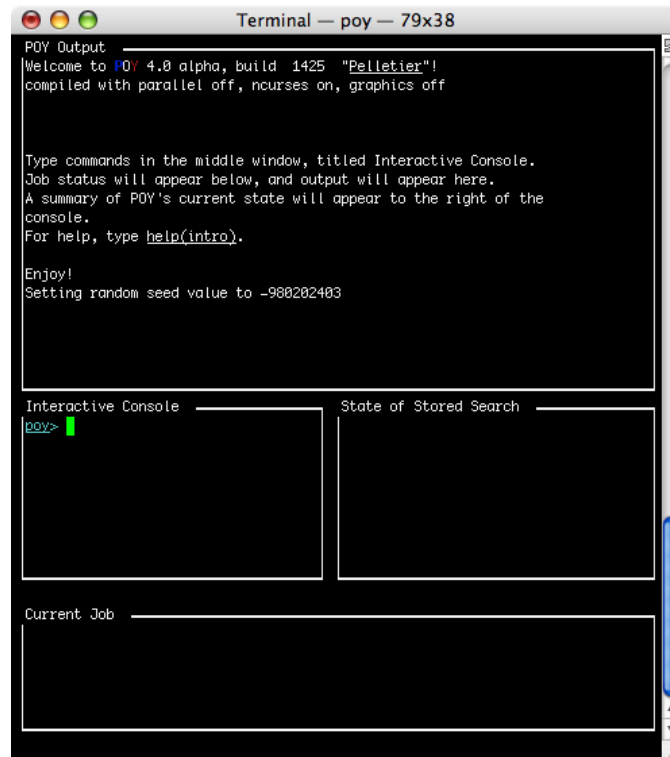 Terminal — poy — 79x38
POY Output
Welcome to POY 4.0 alpha, build  1425  "Pelletier"!
compiled with parallel off, ncurses on, graphics off
Type commands in the middle window, titled Interactive Console.
Job status will appear below, and output will appear here.
A summary of POY's current state will appear to the right of the
console.
For help, type help(intro).
Enjoy!
Setting random seed value to -980202403
Interactive Console
State of Stored Search
poy>
Current Job